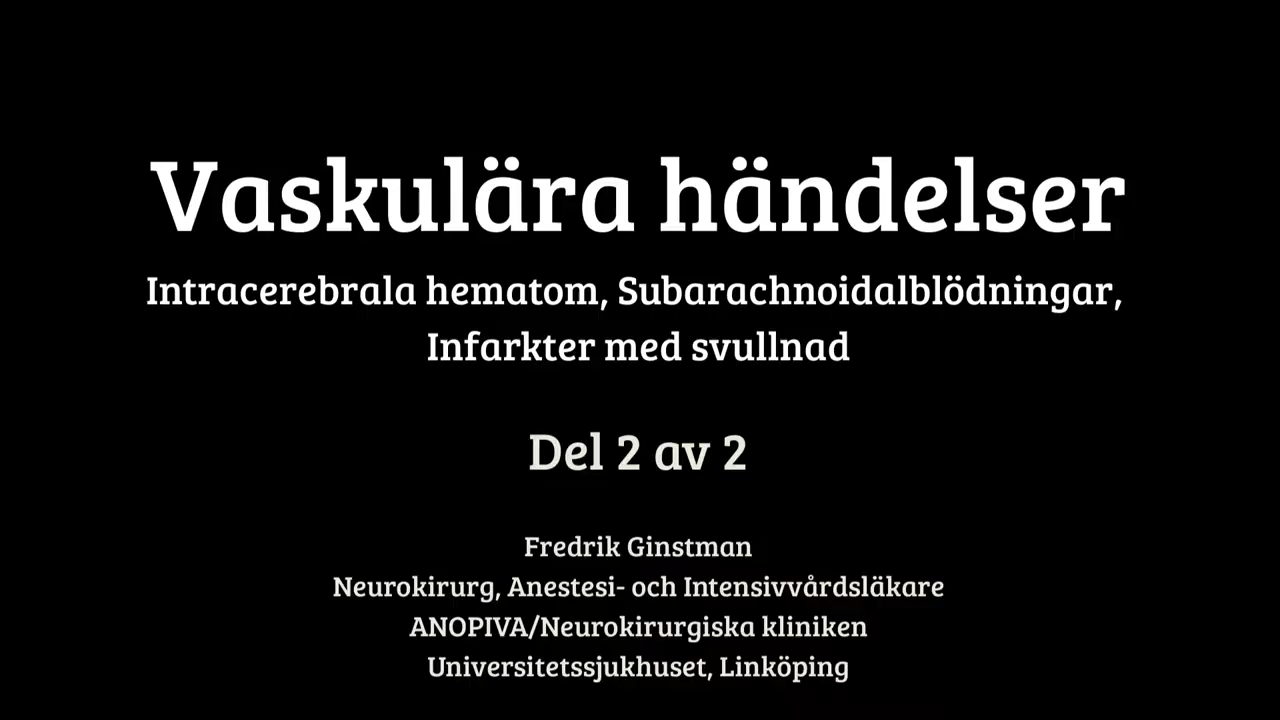 Vaskulära händelser
Intracerebrala hematom, Subarachnoidalblödningar,
Infarkter med svullnad
Del 2 av 2
Fredrik Ginstman
Neurokirurg, Anestesi- och Intensivvårdsläkare
ANOPIVA/Neurokirurgiska kliniken
Universitetssjukhuset, Linköping